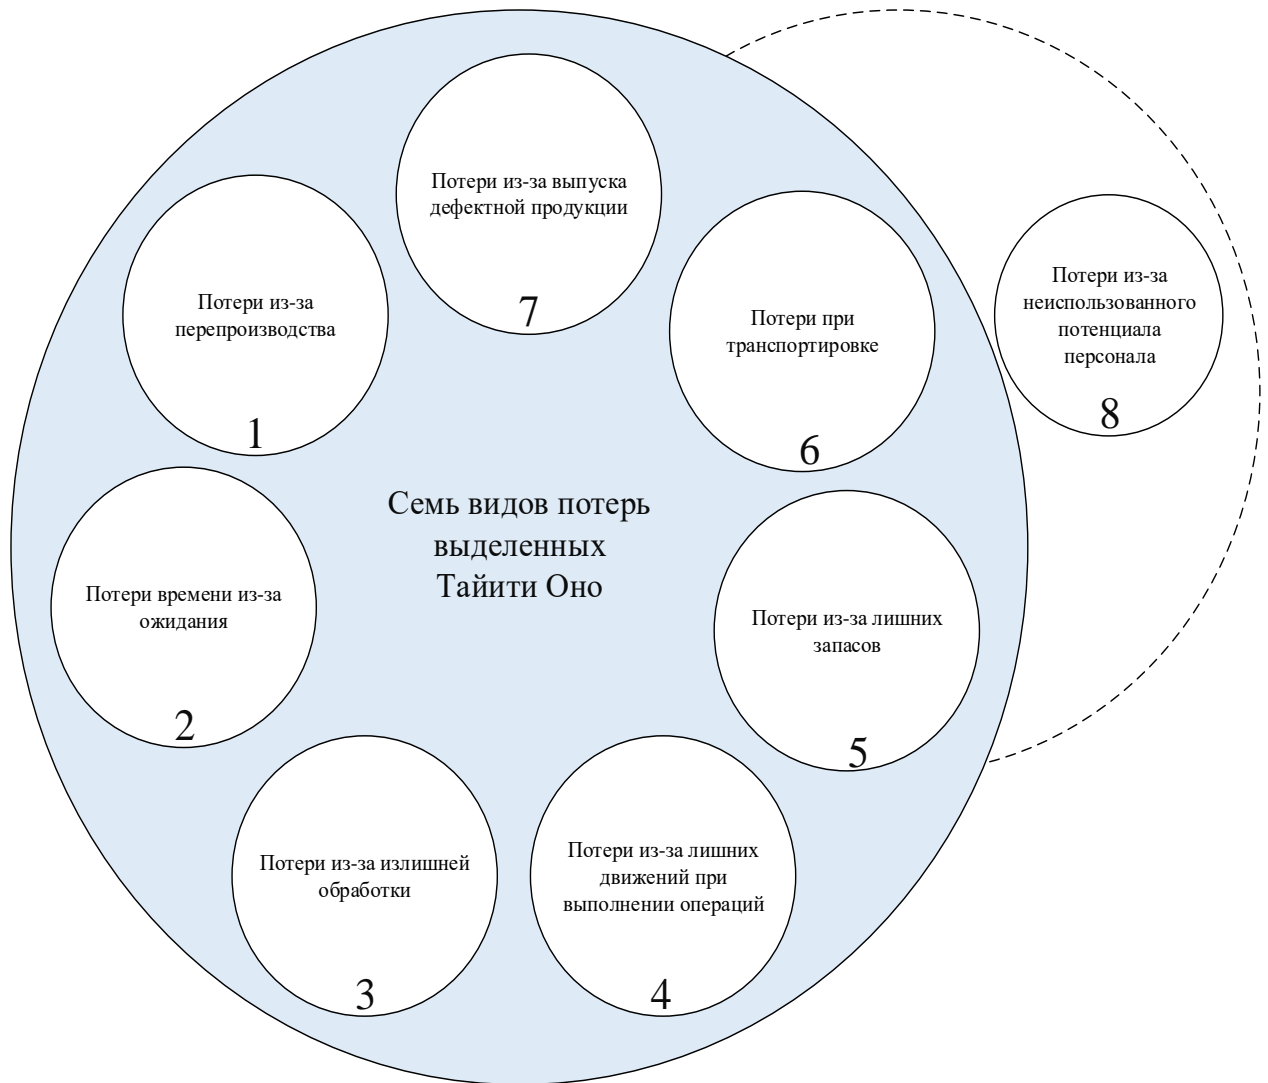 Потери из-за выпуска
дефектной продукции
7
Потери из-за
перепроизводства
1
Потери при
транспортировке
6
Потери из-за
неиспользованного
потенциала
персонала
8
Семь видов потерь
выделенных
Тайити Оно
Потери времени из-за
ожидания
2
Потери из-за лишних
запасов
5
Потери из-за излишней
обработки
3
Потери из-за лишних
движений при
выполнении операций
4